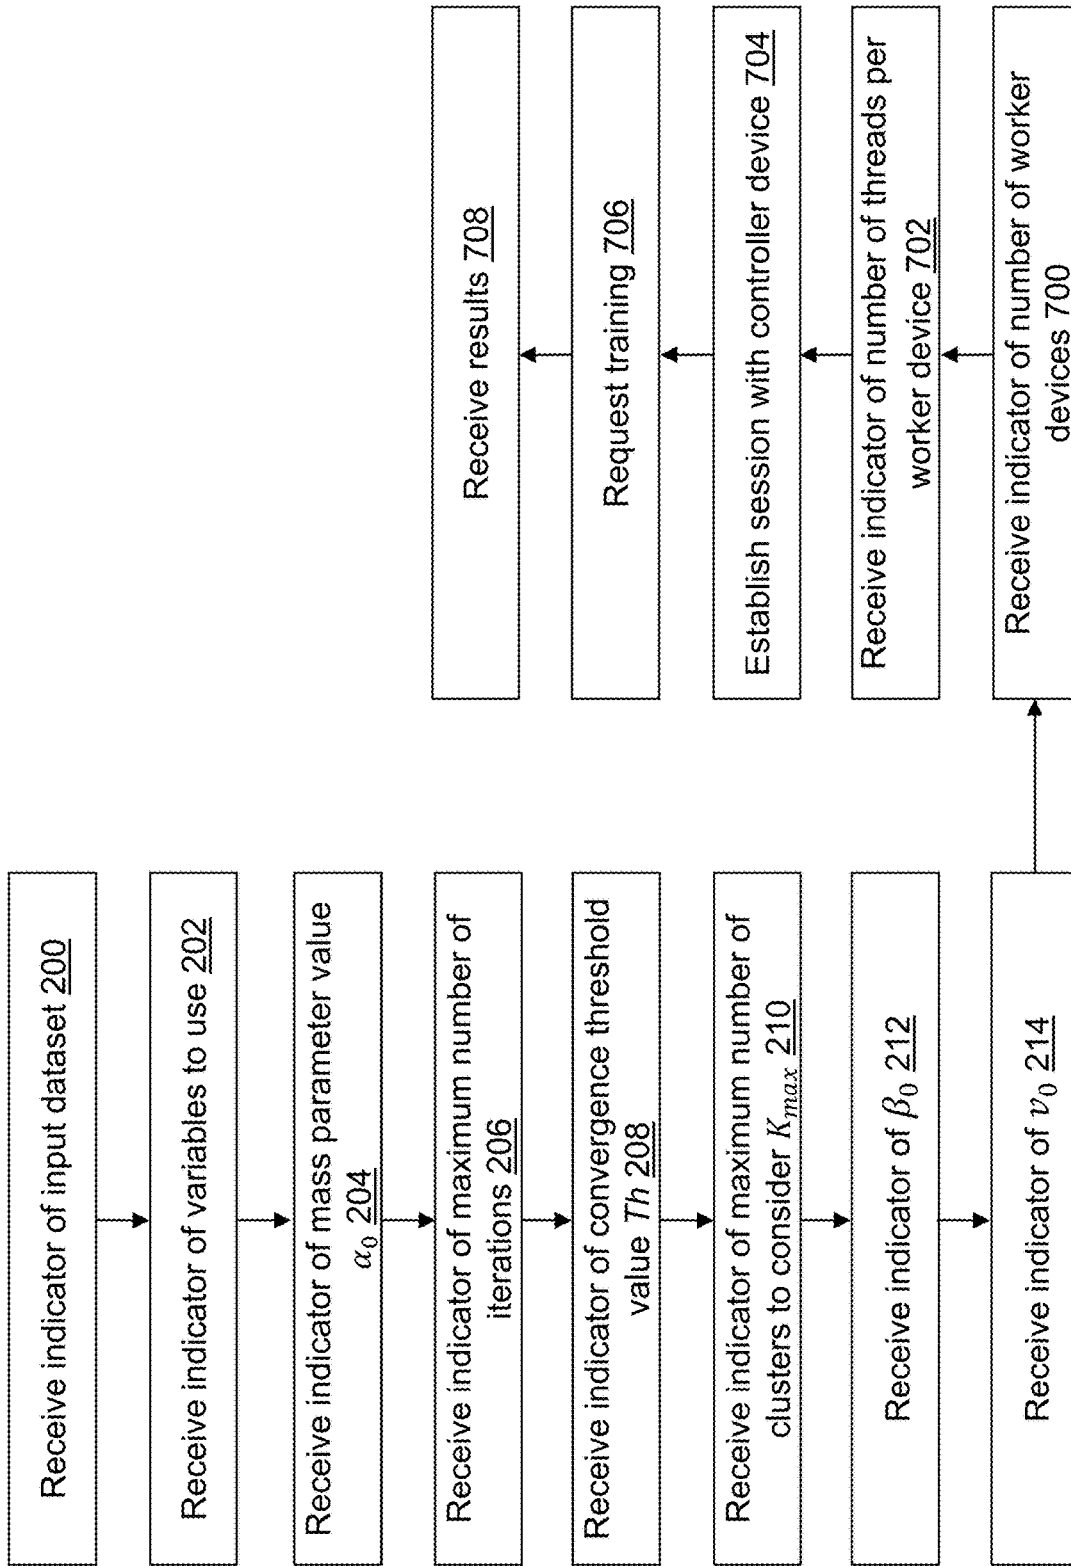 Receive indicator of input dataset 200
Receive indicator of variables to use 202
Receive indicator of mass parameter value
α₀ 204
Receive indicator of maximum number of
iterations 206
Receive indicator of convergence threshold
value Th 208
Receive indicator of maximum number of
clusters to consider Kmax 210
Receive indicator of β₀ 212
Receive indicator of ν₀ 214
Receive indicator of number of worker
devices 700
Receive indicator of number of threads per
worker device 702
Establish session with controller device 704
Request training 706
Receive results 708